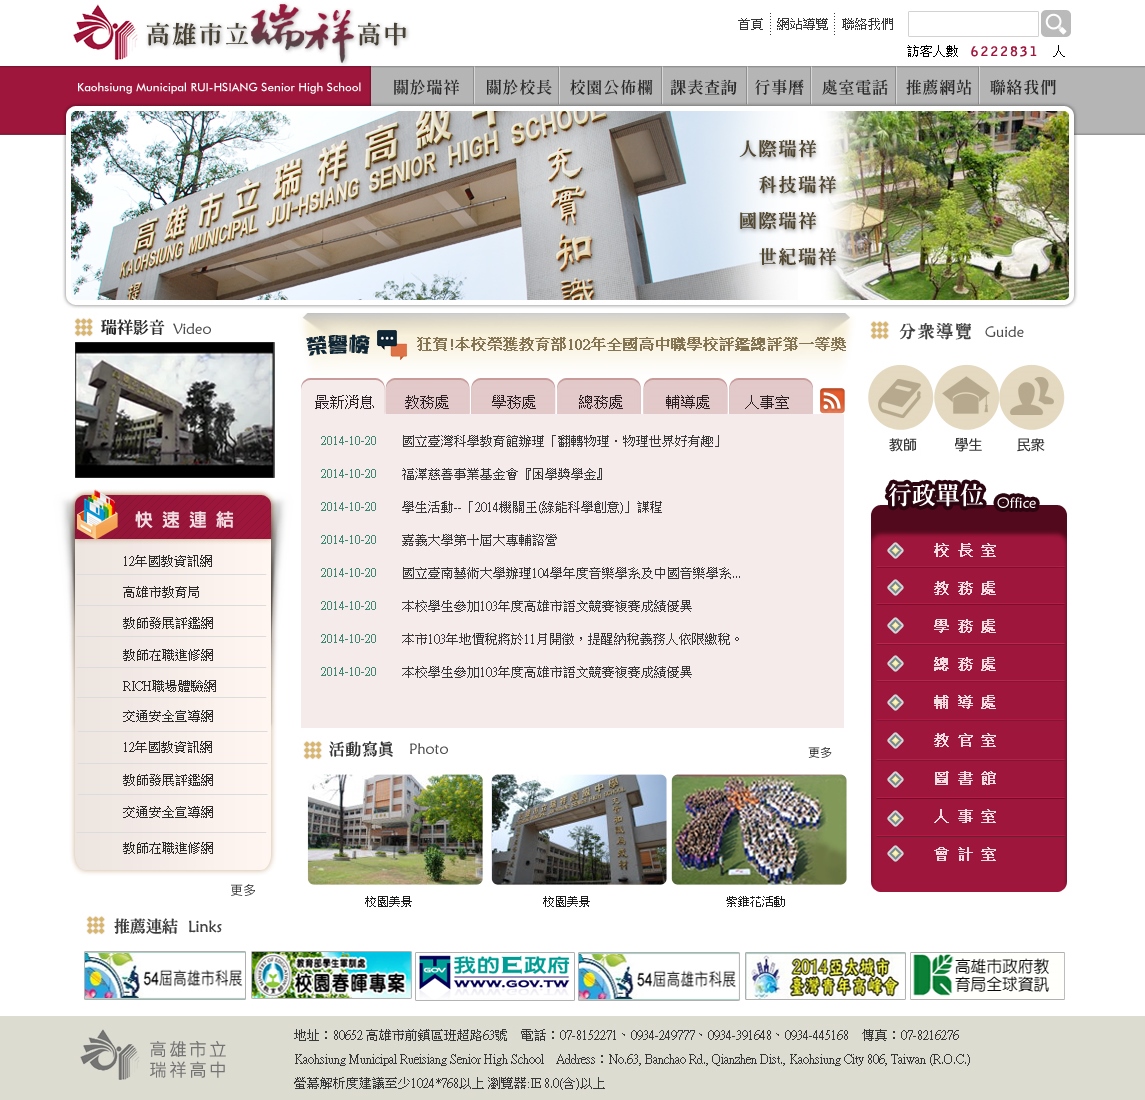 高雄市立瑞祥高中
首頁 網站導覽 聯絡我們
訪客人數 6222831 人
Kaohsiung Municipal RUI-HSIANG Senior High School
關於瑞祥 關於校長 校園公佈欄 課表查詢 行事曆 處室電話 推薦網站 聯絡我們
高雄市立瑞祥高級中
KAOHSIUNG MUNICIPAL JUI-HSIANG SENIOR HIGH SCHOOL
充實知識
人際瑞祥
科技瑞祥
國際瑞祥
世紀瑞祥
瑞祥影音 Video
榮譽榜 狂賀!本校榮獲教育部102年全國高中職學校評鑑總評第一等獎
分眾導覽 Guide
教師 學生 民眾
最新消息 教務處 學務處 總務處 輔導處 人事室
2014-10-20 國立臺灣科學教育館辦理「翻轉物理‧物理世界好有趣」
2014-10-20 福澤慈善事業基金會『困學獎學金』
2014-10-20 學生活動--「2014機關王(綠能科學創意)」課程
2014-10-20 嘉義大學第十屆大專輔諮營
2014-10-20 國立臺南藝術大學辦理104學年度音樂學系及中國音樂學系...
2014-10-20 本校學生參加103年度高雄市語文競賽複賽成績優異
2014-10-20 本市103年地價稅將於11月開徵，提醒納稅義務人依限繳稅。
2014-10-20 本校學生參加103年度高雄市語文競賽複賽成績優異
快速連結
12年國教資訊網
高雄市教育局
教師發展評鑑網
教師在職進修網
RICH職場體驗網
交通安全宣導網
12年國教資訊網
教師發展評鑑網
交通安全宣導網
教師在職進修網
更多
行政單位 Office
校長室
教務處
學務處
總務處
輔導處
教官室
圖書館
人事室
會計室
活動寫真 Photo
更多
校園美景 校園美景 紫錐花活動
推薦連結 Links
54屆高雄市科展
教育部學生軍訓處
校園春暉專案
GOV 我的E政府
WWW.GOV.TW
54屆高雄市科展
2014亞太城市
臺灣青年高峰會
高雄市政府教
育局全球資訊
高雄市立
瑞祥高中
地址：80652 高雄市前鎮區班超路63號 電話：07-8152271、0934-249777、0934-391648、0934-445168 傳真：07-8216276
Kaohsiung Municipal Rueisiang Senior High School Address：No.63, Banchao Rd., Qianzhen Dist., Kaohsiung City 806, Taiwan (R.O.C.)
螢幕解析度建議至少1024*768以上 瀏覽器:IE 8.0(含)以上